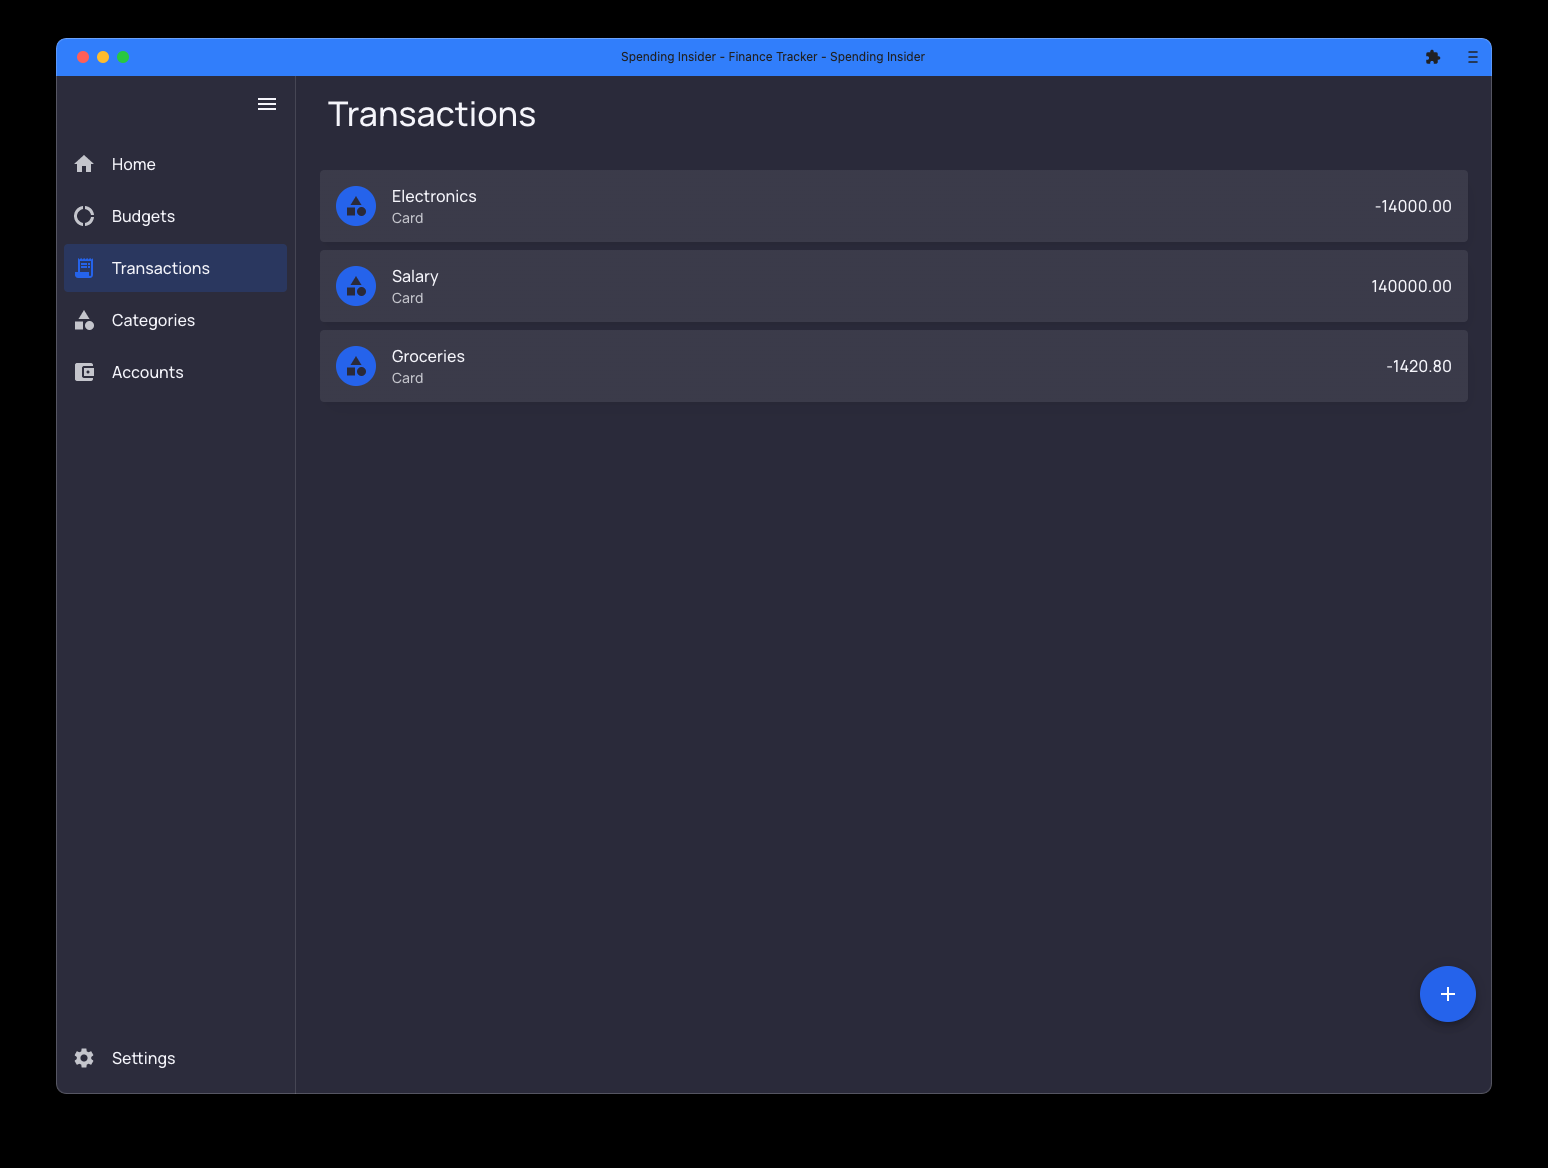 Spending Insider - Finance Tracker - Spending Insider
Home
Budgets
Transactions
Categories
Accounts
Settings
Transactions
Electronics
Card
-14000.00
Salary
Card
140000.00
Groceries
Card
-1420.80